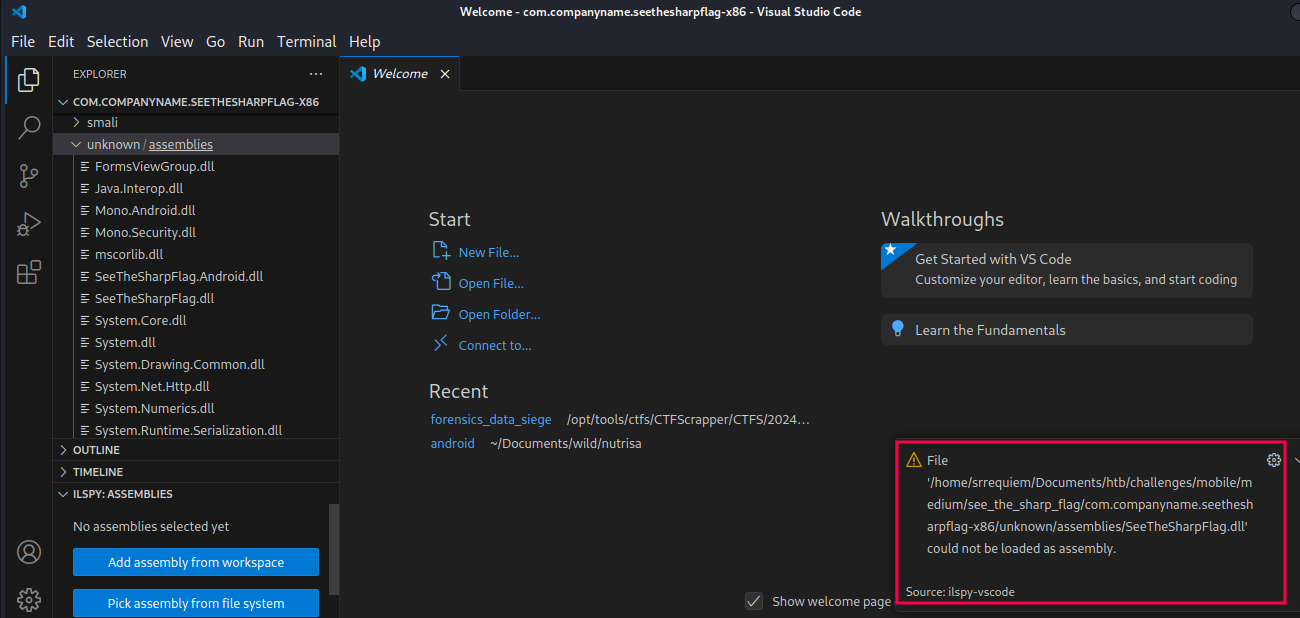 Welcome - com.companyname.seethesharpflag-x86 - Visual Studio Code
File Edit Selection View Go Run Terminal Help
EXPLORER
Welcome
COM.COMPANYNAME.SEETHESHARPFLAG-X86
smali
unknown / assemblies
FormsViewGroup.dll
Java.Interop.dll
Mono.Android.dll
Mono.Security.dll
mscorlib.dll
SeeTheSharpFlag.Android.dll
SeeTheSharpFlag.dll
System.Core.dll
System.dll
System.Drawing.Common.dll
System.Net.Http.dll
System.Numerics.dll
System.Runtime.Serialization.dll
OUTLINE
TIMELINE
ILSPY: ASSEMBLIES
No assemblies selected yet
Add assembly from workspace
Pick assembly from file system
Start
New File...
Open File...
Open Folder...
Connect to...
Recent
forensics_data_siege /opt/tools/ctfs/CTFScrapper/CTFS/2024...
android ~/Documents/wild/nutrisa
Walkthroughs
Get Started with VS Code
Customize your editor, learn the basics, and start coding
Learn the Fundamentals
Show welcome page
File
'/home/srrequiem/Documents/htb/challenges/mobile/m
edium/see_the_sharp_flag/com.companyname.seethesh
arpflag-x86/unknown/assemblies/SeeTheSharpFlag.dll'
could not be loaded as assembly.
Source: ilspy-vscode